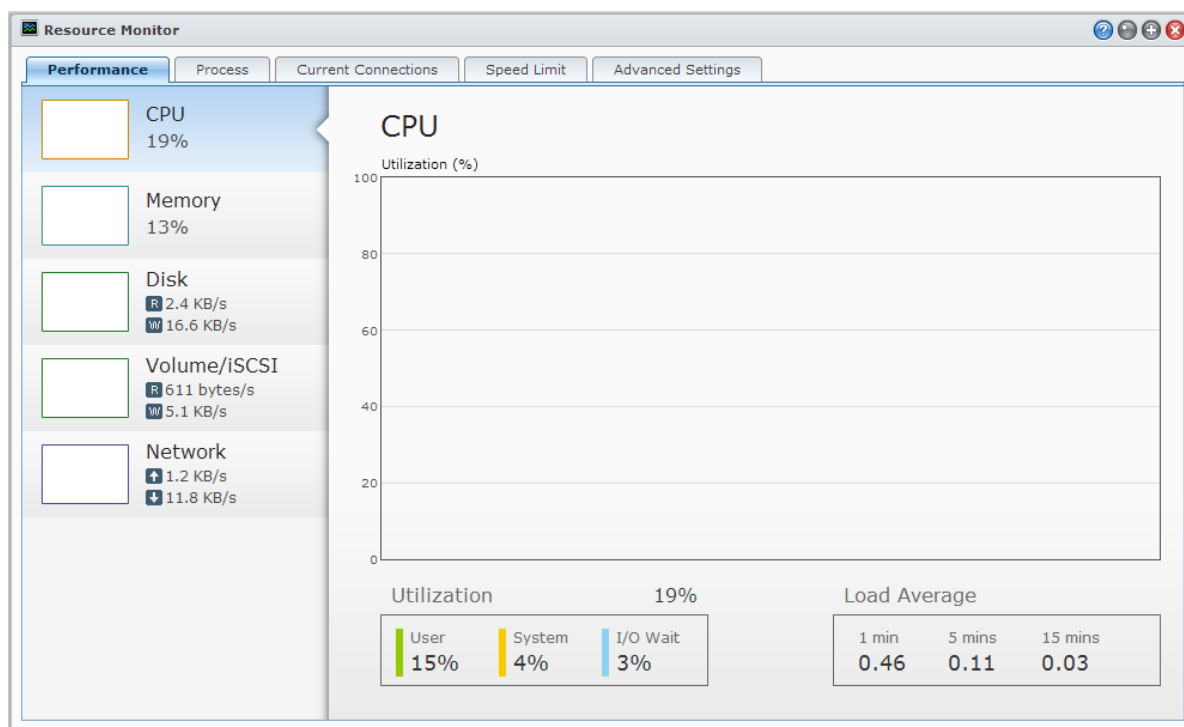 Resource Monitor
Performance Process Current Connections Speed Limit Advanced Settings
CPU
19%
Memory
13%
Disk
R 2.4 KB/s
W 16.6 KB/s
Volume/iSCSI
R 611 bytes/s
W 5.1 KB/s
Network
1.2 KB/s
11.8 KB/s
CPU
Utilization (%)
100
80
60
40
20
0
Utilization 19%
User System I/O Wait
15% 4% 3%
Load Average
1 min 5 mins 15 mins
0.46 0.11 0.03